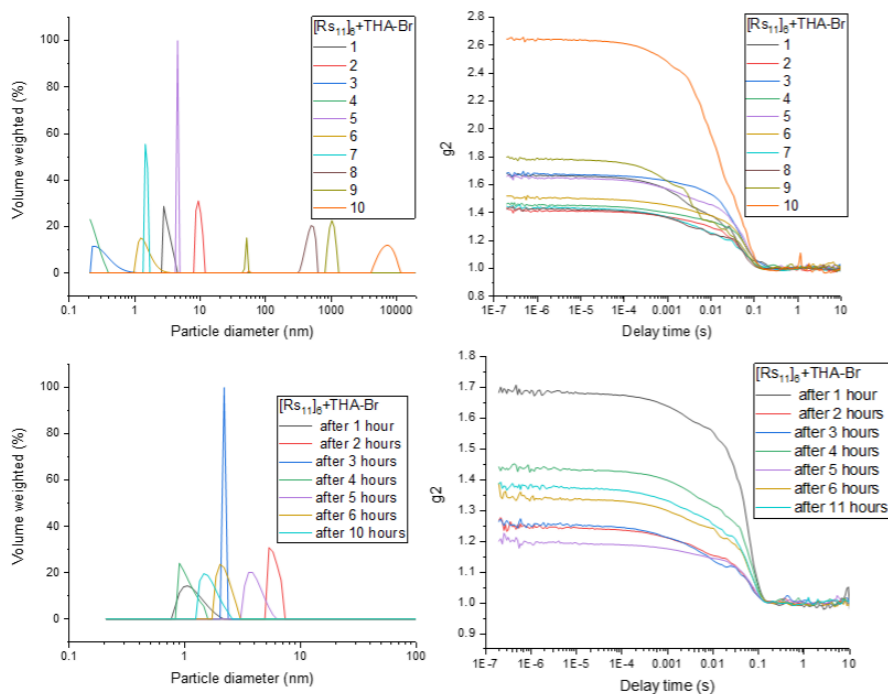 [Rs₁₁]₆+THA-Br
1
2
3
4
5
6
7
8
9
10
100
80
60
40
20
0
Volume weighted (%)
0.1 1 10 100 1000 10000
Particle diameter (nm)
[Rs₁₁]₆+THA-Br
1
2
3
4
5
6
7
8
9
10
2.6
2.4
2.2
2.0
1.8
1.6
1.4
1.2
1.0
0.8
g2
1E-7 1E-6 1E-5 1E-4 0.001 0.01 0.1 1 10
Delay time (s)
[Rs₁₁]₆+THA-Br
after 1 hour
after 2 hours
after 3 hours
after 4 hours
after 5 hours
after 6 hours
after 10 hours
100
80
60
40
20
0
Volume weighted (%)
0.1 1 10 100
Particle diameter (nm)
[Rs₁₁]₆+THA-Br
after 1 hour
after 2 hours
after 3 hours
after 4 hours
after 5 hours
after 6 hours
after 11 hours
1.8
1.7
1.6
1.5
1.4
1.3
1.2
1.1
1.0
0.9
g2
1E-7 1E-6 1E-5 1E-4 0.001 0.01 0.1 1 10
Delay time (s)